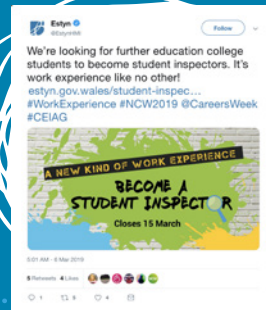 Estyn
@EstynHMI
Follow
We're looking for further education college
students to become student inspectors. It's
work experience like no other!
estyn.gov.wales/student-inspec...
#WorkExperience #NCW2019 @CareersWeek
#CEIAG
A NEW KIND OF WORK EXPERIENCE
BECOME A
STUDENT INSPECTOR
Closes 15 March
5:01 AM - 6 Mar 2019
5 Retweets 4 Likes
1
5
4